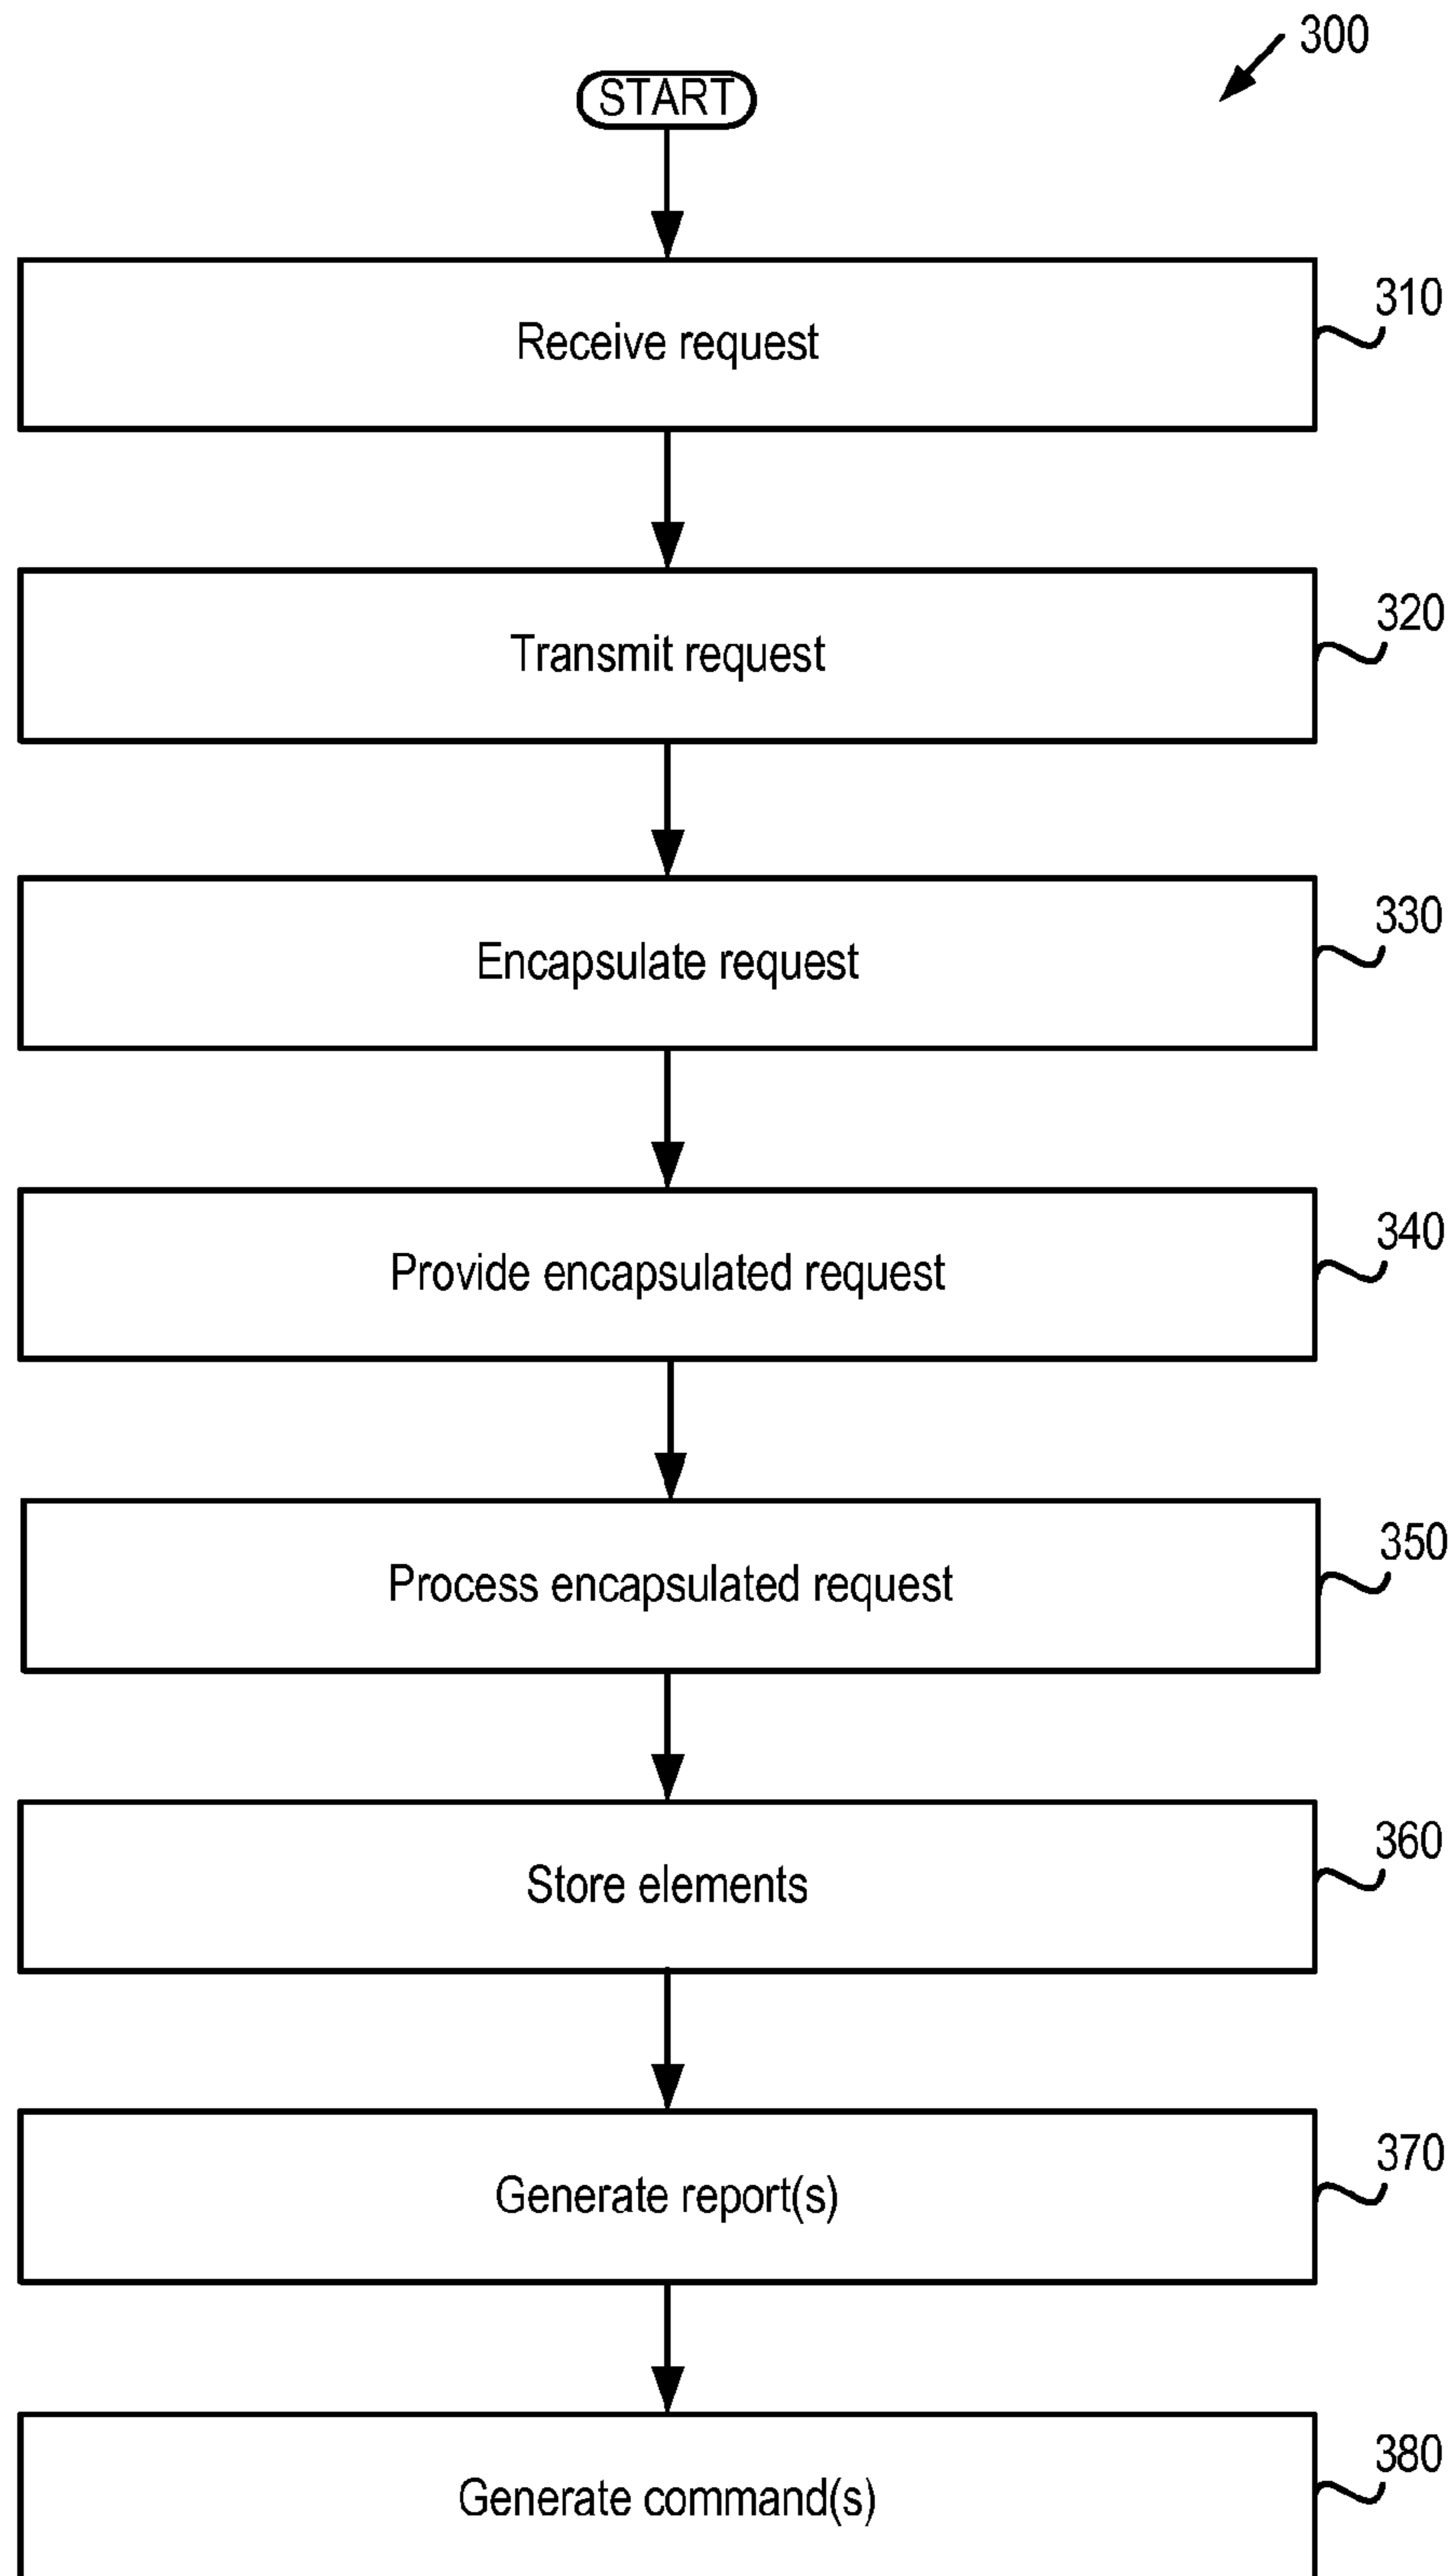 300
START
310
Receive request
320
Transmit request
330
Encapsulate request
340
Provide encapsulated request
350
Process encapsulated request
360
Store elements
370
Generate report(s)
380
Generate command(s)